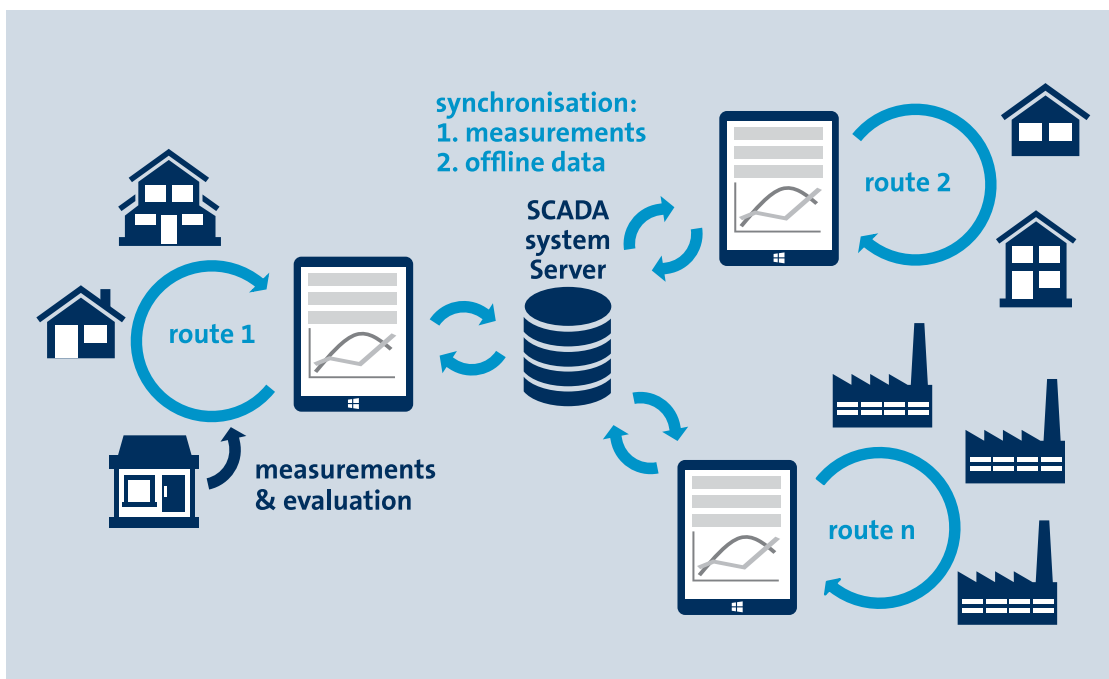 synchronisation:
1. measurements
2. offline data
SCADA
system
Server
route 1
route 2
measurements
& evaluation
route n